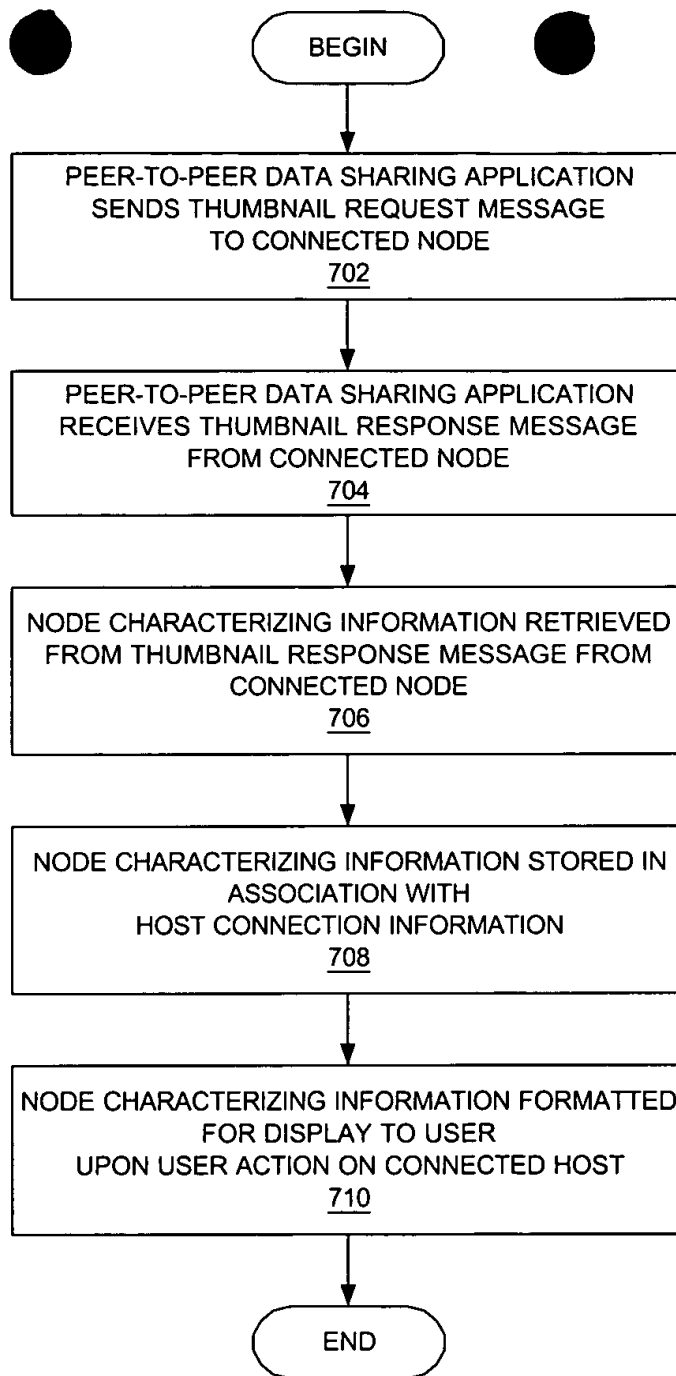 BEGIN
PEER-TO-PEER DATA SHARING APPLICATION
SENDS THUMBNAIL REQUEST MESSAGE
TO CONNECTED NODE
702
PEER-TO-PEER DATA SHARING APPLICATION
RECEIVES THUMBNAIL RESPONSE MESSAGE
FROM CONNECTED NODE
704
NODE CHARACTERIZING INFORMATION RETRIEVED
FROM THUMBNAIL RESPONSE MESSAGE FROM
CONNECTED NODE
706
NODE CHARACTERIZING INFORMATION STORED IN
ASSOCIATION WITH
HOST CONNECTION INFORMATION
708
NODE CHARACTERIZING INFORMATION FORMATTED
FOR DISPLAY TO USER
UPON USER ACTION ON CONNECTED HOST
710
END